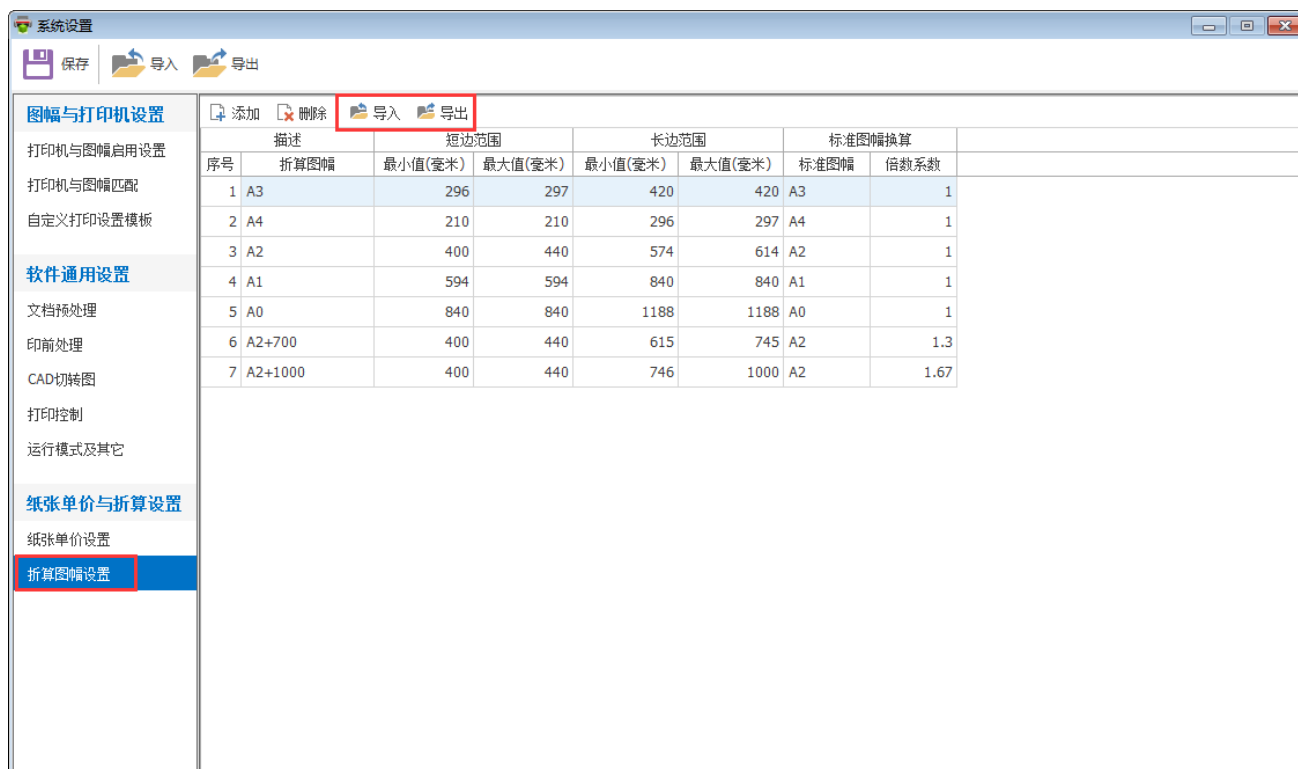 系统设置
保存 导入 导出
图幅与打印机设置
打印机与图幅启用设置
打印机与图幅匹配
自定义打印设置模板
软件通用设置
文档预处理
印前处理
CAD切转图
打印控制
运行模式及其它
纸张单价与折算设置
纸张单价设置
折算图幅设置
添加 删除 导入 导出
描述 短边范围 长边范围 标准图幅换算
序号 折算图幅 最小值(毫米) 最大值(毫米) 最小值(毫米) 最大值(毫米) 标准图幅 倍数系数
1 A3 296 297 420 420 A3 1
2 A4 210 210 296 297 A4 1
3 A2 400 440 574 614 A2 1
4 A1 594 594 840 840 A1 1
5 A0 840 840 1188 1188 A0 1
6 A2+700 400 440 615 745 A2 1.3
7 A2+1000 400 440 746 1000 A2 1.67